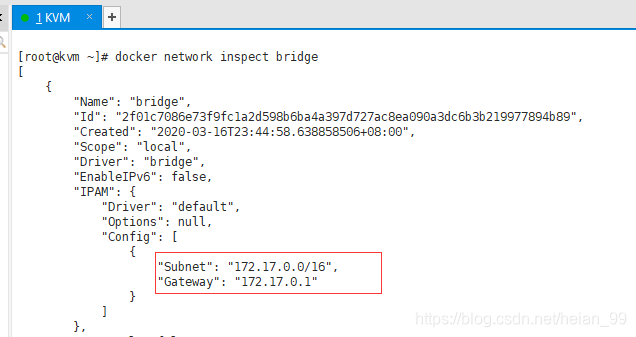 1 KVM
[root@kvm ~]# docker network inspect bridge
[
    {
        "Name": "bridge",
        "Id": "2f01c7086e73f9fc1a2d598b6ba4a397d727ac8ea090a3dc6b3b219977894b89",
        "Created": "2020-03-16T23:44:58.638858506+08:00",
        "Scope": "local",
        "Driver": "bridge",
        "EnableIPv6": false,
        "IPAM": {
            "Driver": "default",
            "Options": null,
            "Config": [
                {
                    "Subnet": "172.17.0.0/16",
                    "Gateway": "172.17.0.1"
                }
            ]
        },
https://blog.csdn.net/heian_99